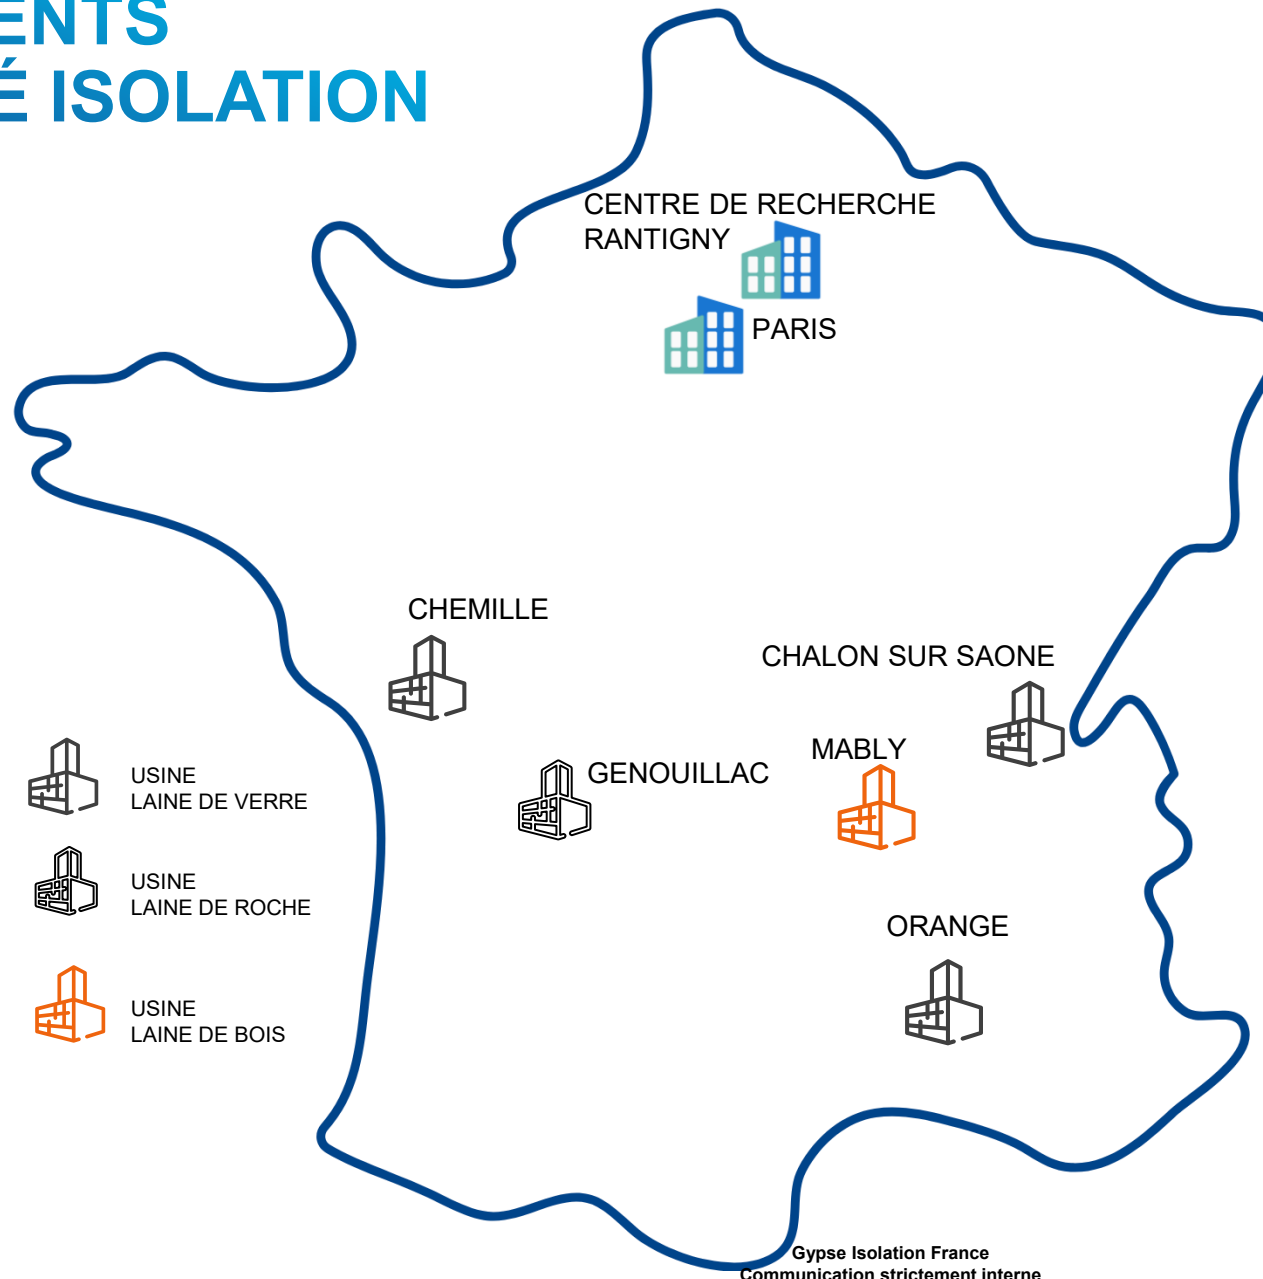 ENTS
É ISOLATION
CENTRE DE RECHERCHE
RANTIGNY
PARIS
CHEMILLE
CHALON SUR SAONE
MABLY
GENOUILLAC
USINE
LAINE DE VERRE
USINE
LAINE DE ROCHE
ORANGE
USINE
LAINE DE BOIS
Gypse Isolation France
Communication strictement interne